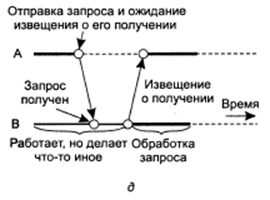 Отправка запроса и ожидание
извещения о его получении
А
Запрос
получен
Извещение
о получении
Время
В
Работает, но делает
что-то иное
Обработка
запроса
д